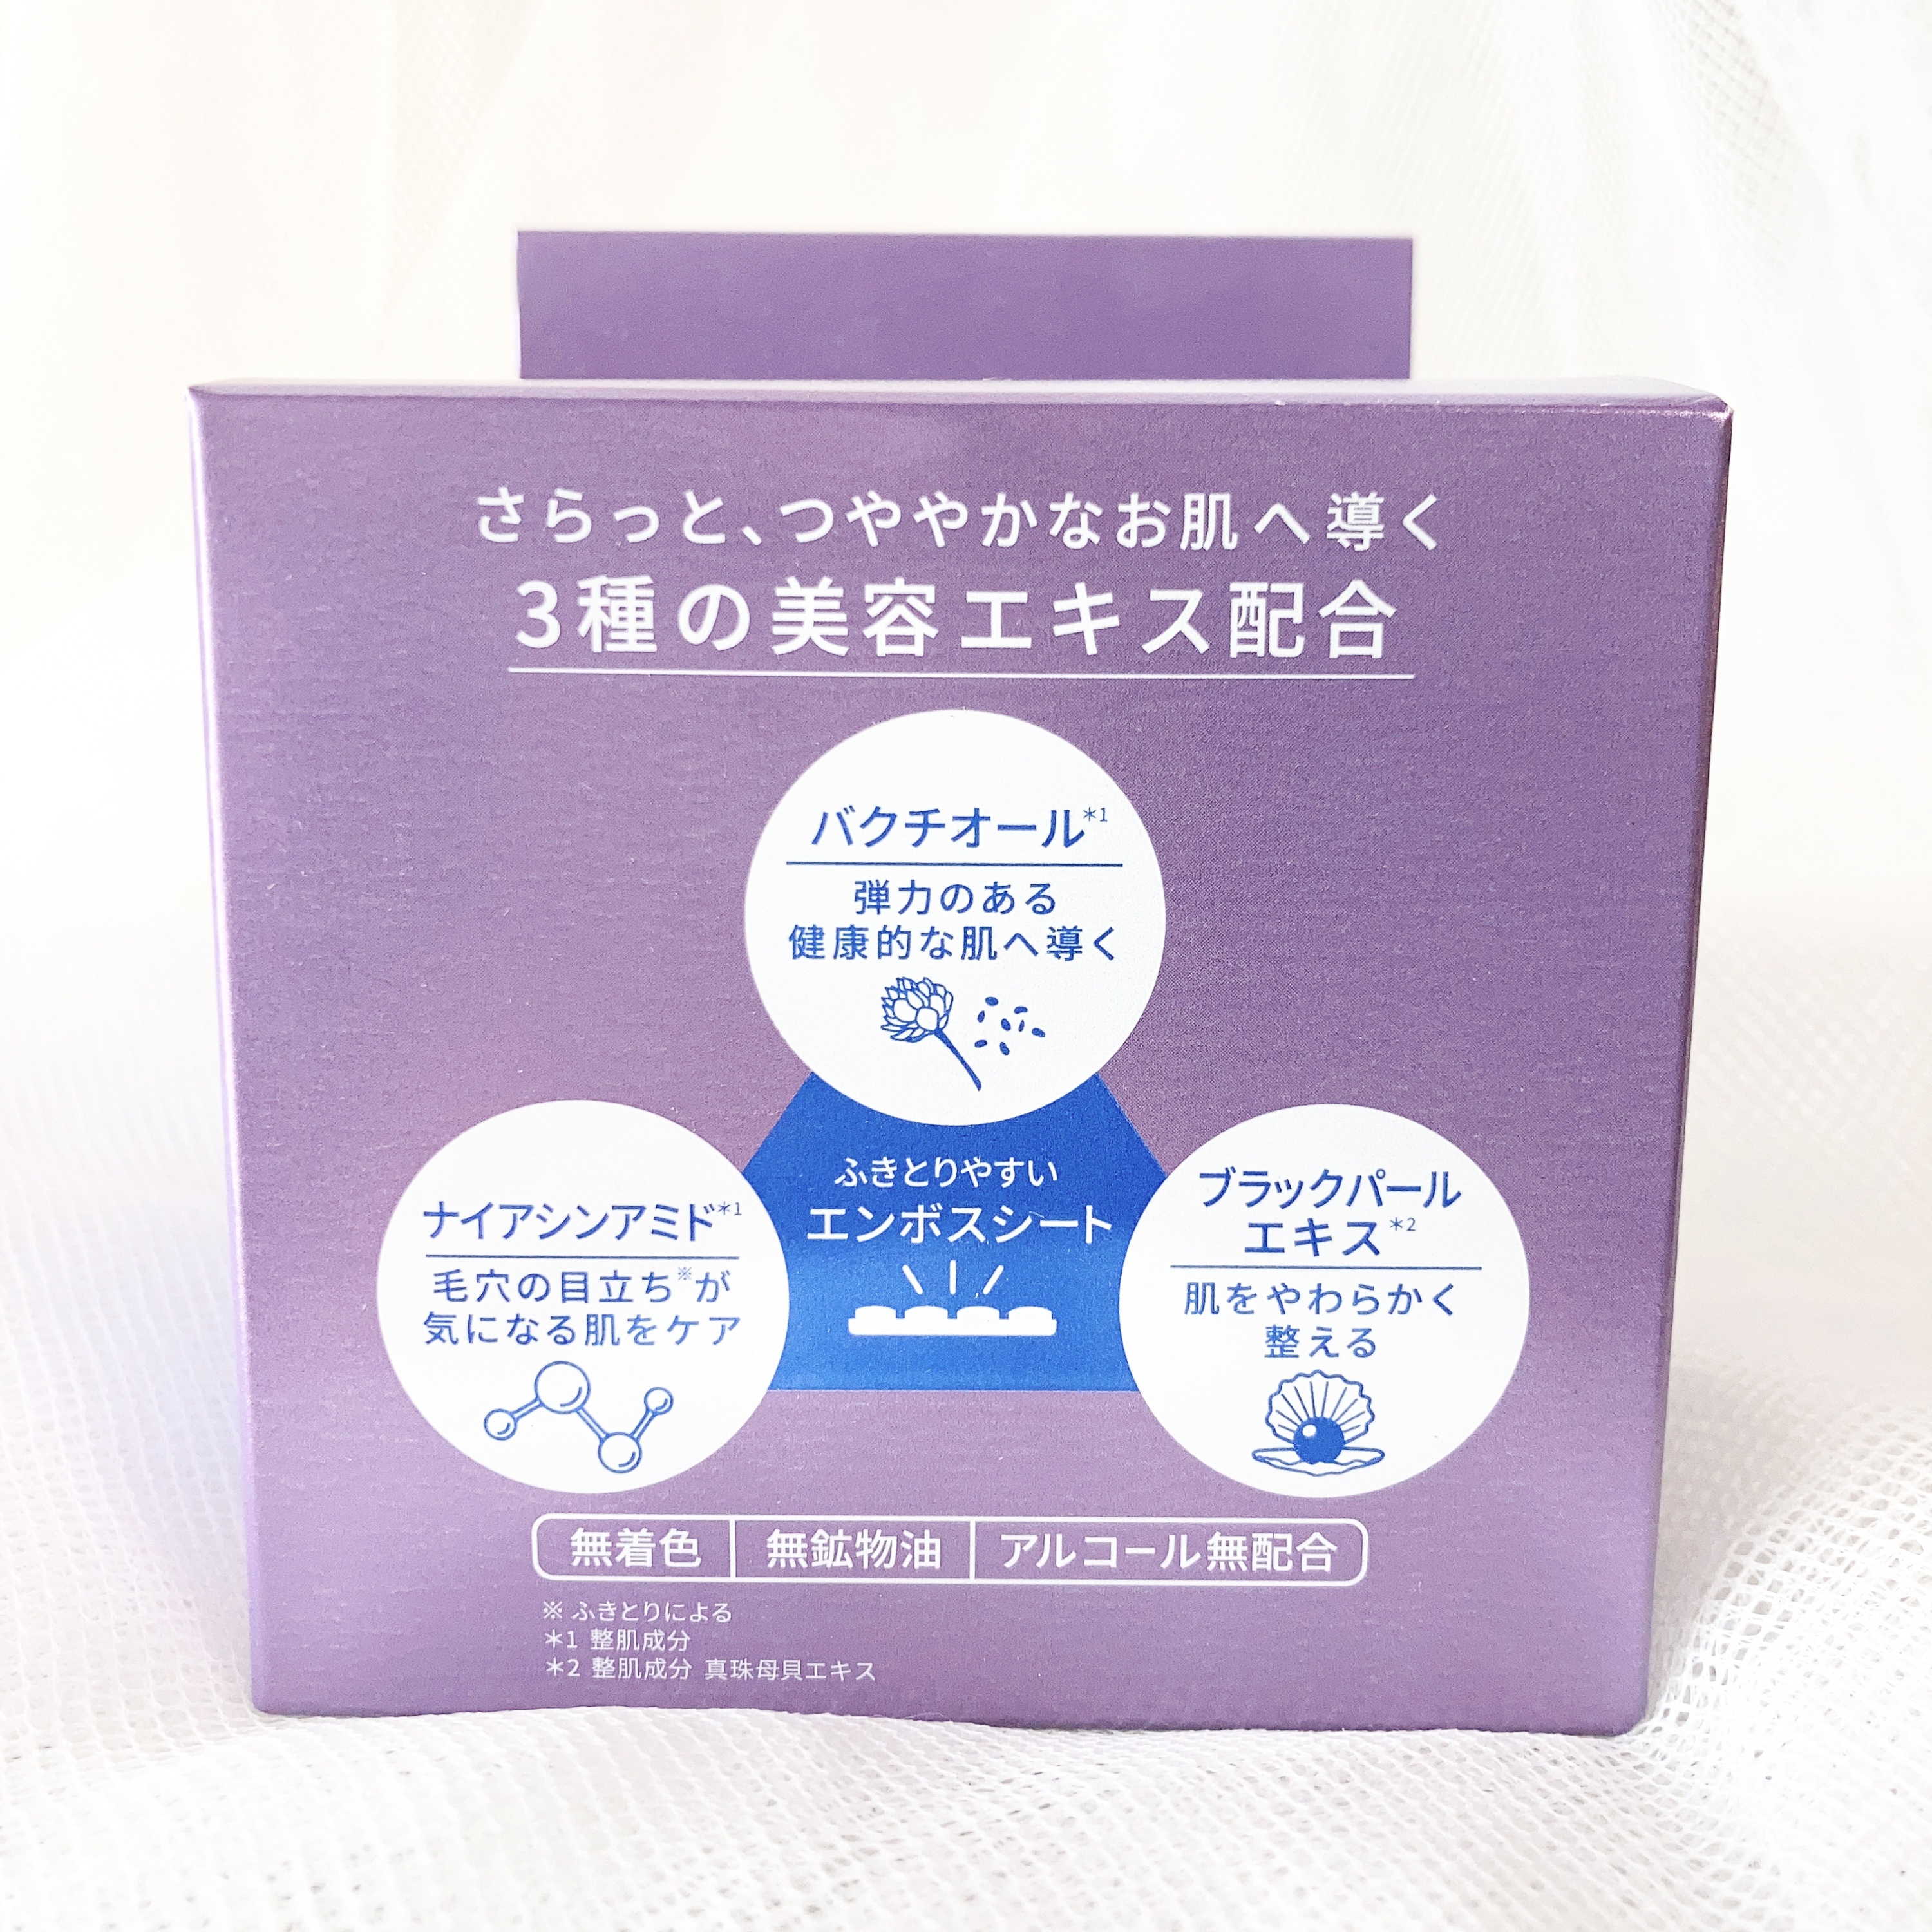 さらっと、つややかなお肌へ導く
3種の美容エキス配合
バクチオール＊1
弾力のある
健康的な肌へ導く
ナイアシンアミド＊1
毛穴の目立ち※が
気になる肌をケア
ふきとりやすい
エンボスシート
ブラックパール
エキス＊2
肌をやわらかく
整える
無着色 無鉱物油 アルコール無配合
※ ふきとりによる
＊1 整肌成分
＊2 整肌成分 真珠母貝エキス